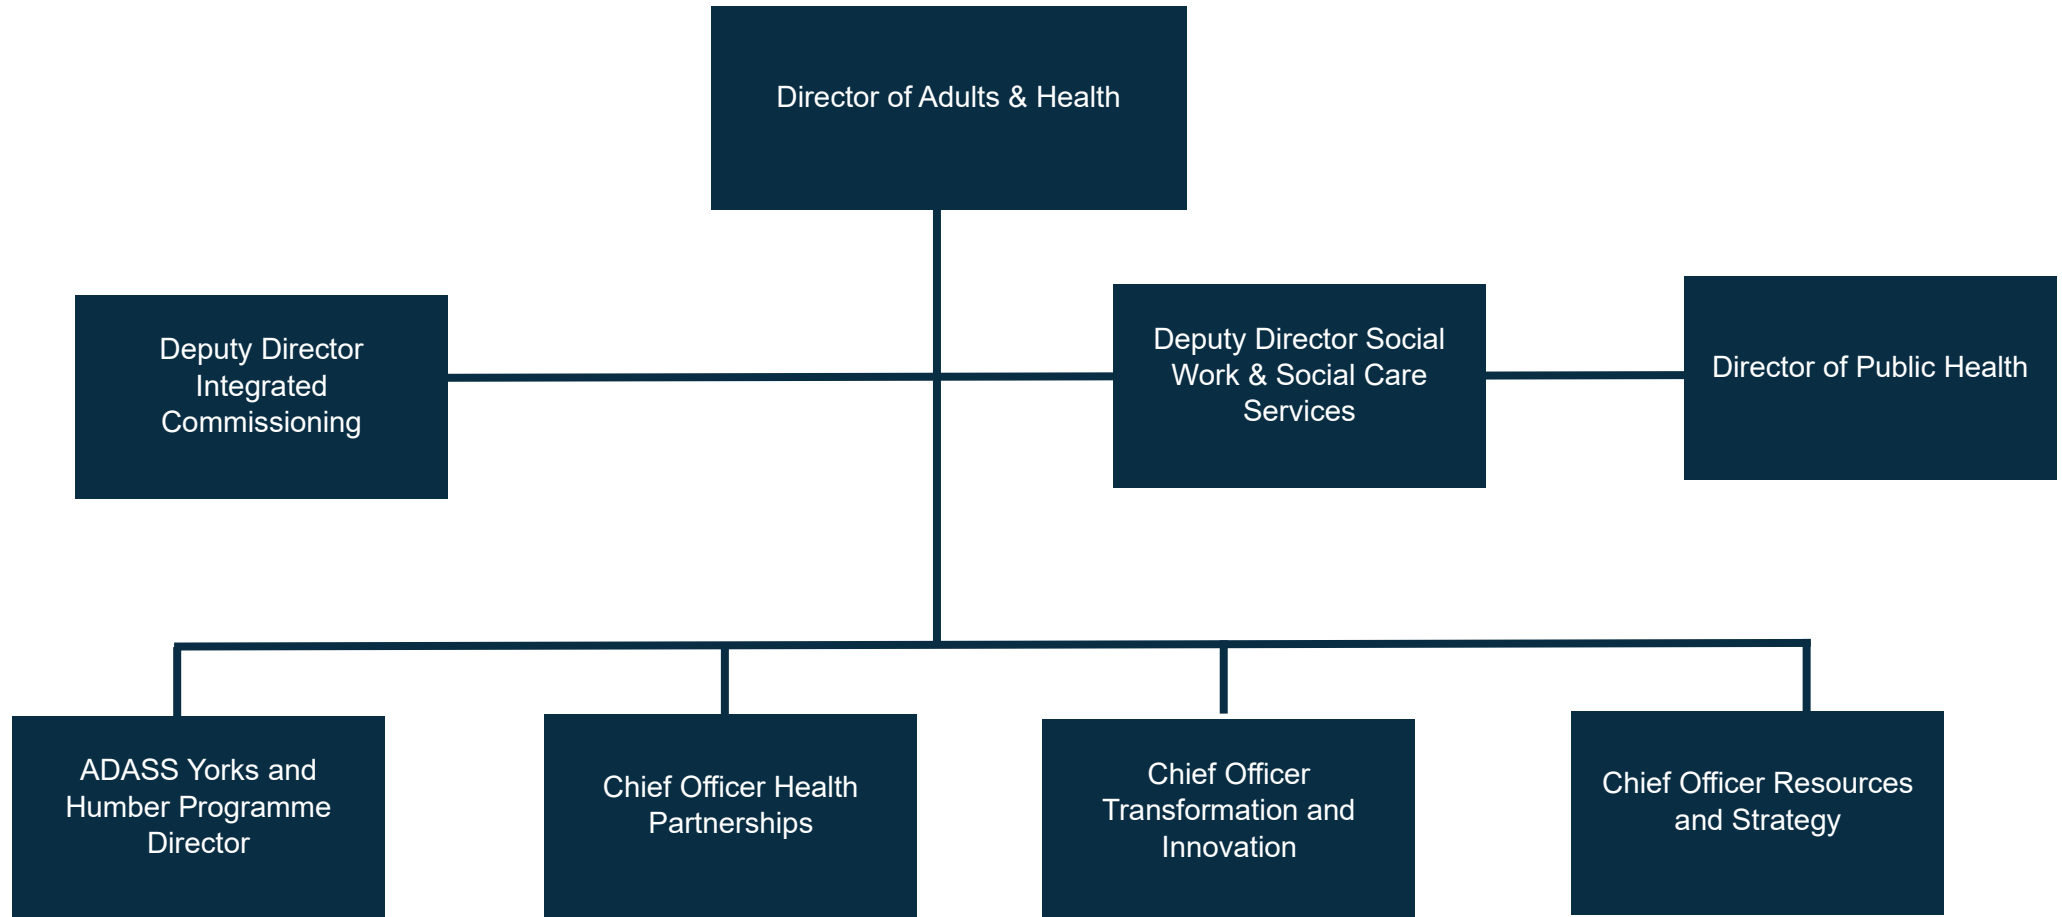 Director of Adults & Health
Deputy Director
Integrated
Commissioning
Deputy Director Social
Work & Social Care
Services
Director of Public Health
ADASS Yorks and
Humber Programme
Director
Chief Officer Health
Partnerships
Chief Officer
Transformation and
Innovation
Chief Officer Resources
and Strategy